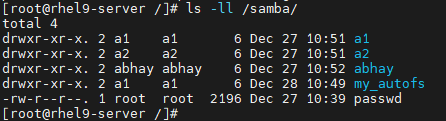 [root@rhel9-server /]# ls -ll /samba/
total 4
drwxr-xr-x. 2 a1    a1       6 Dec 27 10:51 a1
drwxr-xr-x. 2 a2    a2       6 Dec 27 10:51 a2
drwxr-xr-x. 2 abhay abhay    6 Dec 27 10:52 abhay
drwxr-xr-x. 2 a1    a1       6 Dec 28 10:49 my_autofs
-rw-r--r--. 1 root  root  2196 Dec 27 10:39 passwd
[root@rhel9-server /]#